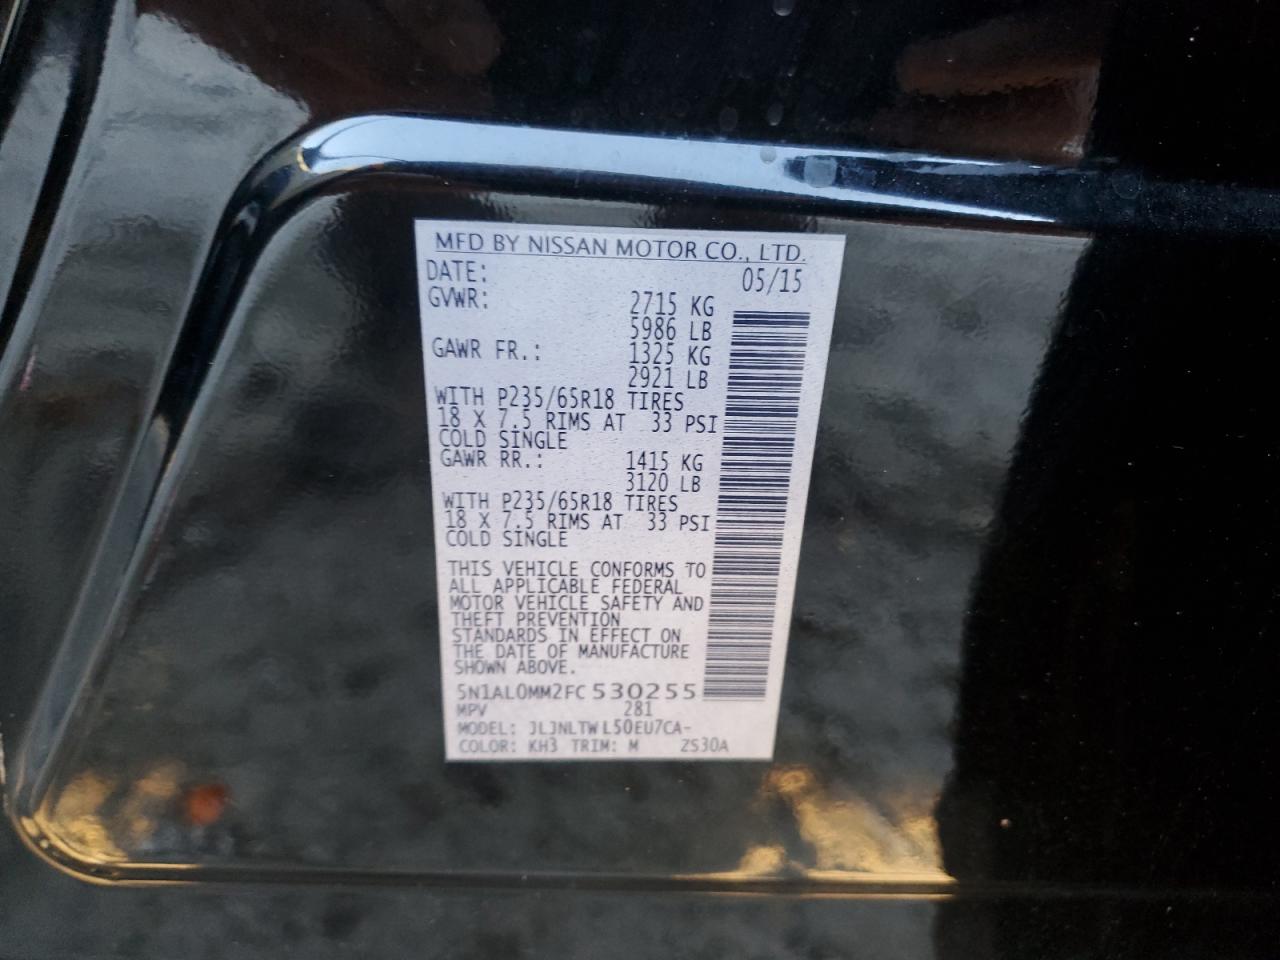 MFD BY NISSAN MOTOR CO., LTD.
DATE: 05/15
GVWR: 2715 KG
5986 LB
GAWR FR.: 1325 KG
2921 LB
WITH P235/65R18 TIRES
18 X 7.5 RIMS AT 33 PSI
COLD SINGLE
GAWR RR.: 1415 KG
3120 LB
WITH P235/65R18 TIRES
18 X 7.5 RIMS AT 33 PSI
COLD SINGLE
THIS VEHICLE CONFORMS TO
ALL APPLICABLE FEDERAL
MOTOR VEHICLE SAFETY AND
THEFT PREVENTION
STANDARDS IN EFFECT ON
THE DATE OF MANUFACTURE
SHOWN ABOVE.
5N1AL0MM2FC 530255
MPV 281
MODEL: JLJNLTW L50EU7CA-
COLOR: KH3 TRIM: M ZS30A